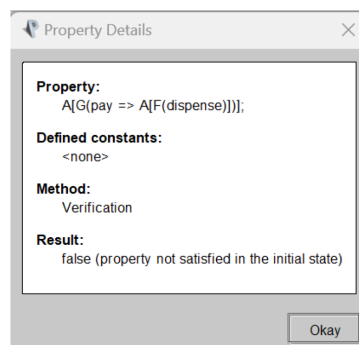 Property Details
Property:
A[G(pay => A[F(dispense)])];
Defined constants:
<none>
Method:
Verification
Result:
false (property not satisfied in the initial state)
Okay